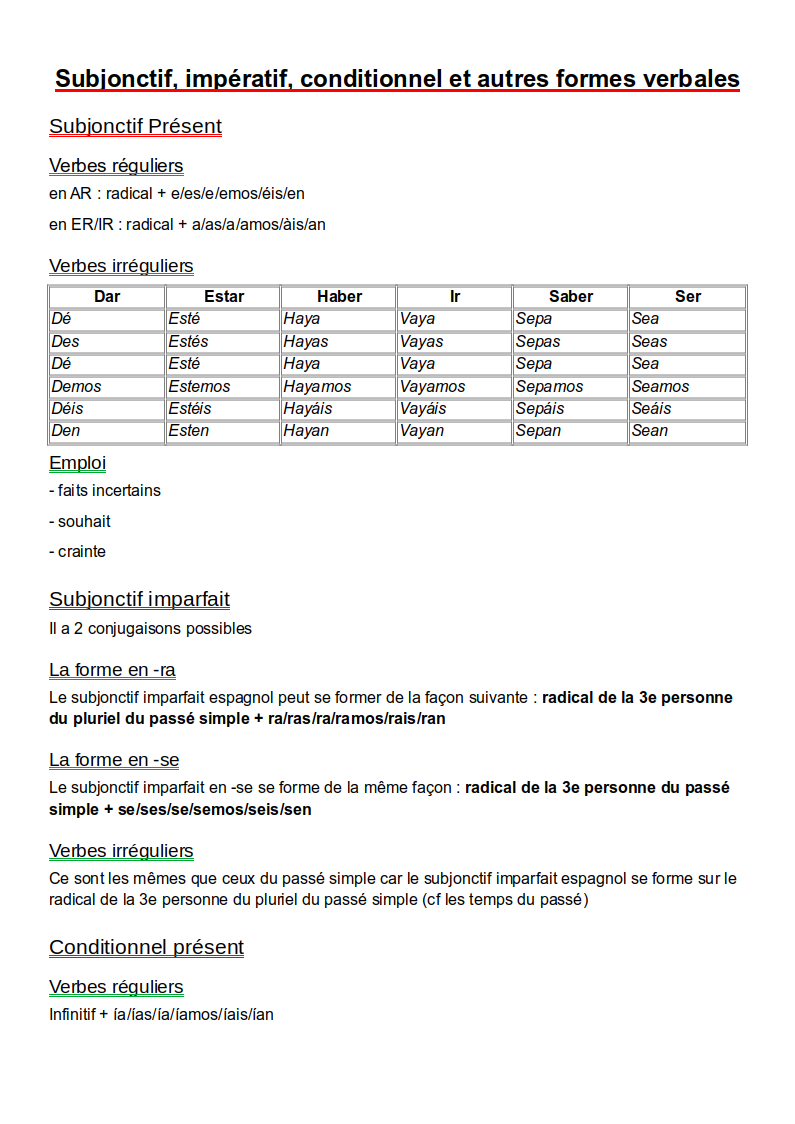 Subjonctif, impératif, conditionnel et autres formes verbales
Subjonctif Présent
Verbes réguliers
en AR : radical + e/es/e/emos/éis/en
en ER/IR : radical + a/as/a/amos/àis/an
Verbes irréguliers
Dar Estar Haber Ir Saber Ser
Dé Esté Haya Vaya Sepa Sea
Des Estés Hayas Vayas Sepas Seas
Dé Esté Haya Vaya Sepa Sea
Demos Estemos Hayamos Vayamos Sepamos Seamos
Déis Estéis Hayáis Vayáis Sepáis Seáis
Den Esten Hayan Vayan Sepan Sean
Emploi
- faits incertains
- souhait
- crainte
Subjonctif imparfait
Il a 2 conjugaisons possibles
La forme en -ra
Le subjonctif imparfait espagnol peut se former de la façon suivante : radical de la 3e personne
du pluriel du passé simple + ra/ras/ra/ramos/rais/ran
La forme en -se
Le subjonctif imparfait en -se se forme de la même façon : radical de la 3e personne du passé
simple + se/ses/se/semos/seis/sen
Verbes irréguliers
Ce sont les mêmes que ceux du passé simple car le subjonctif imparfait espagnol se forme sur le
radical de la 3e personne du pluriel du passé simple (cf les temps du passé)
Conditionnel présent
Verbes réguliers
Infinitif + ía/ías/ía/íamos/íais/ían